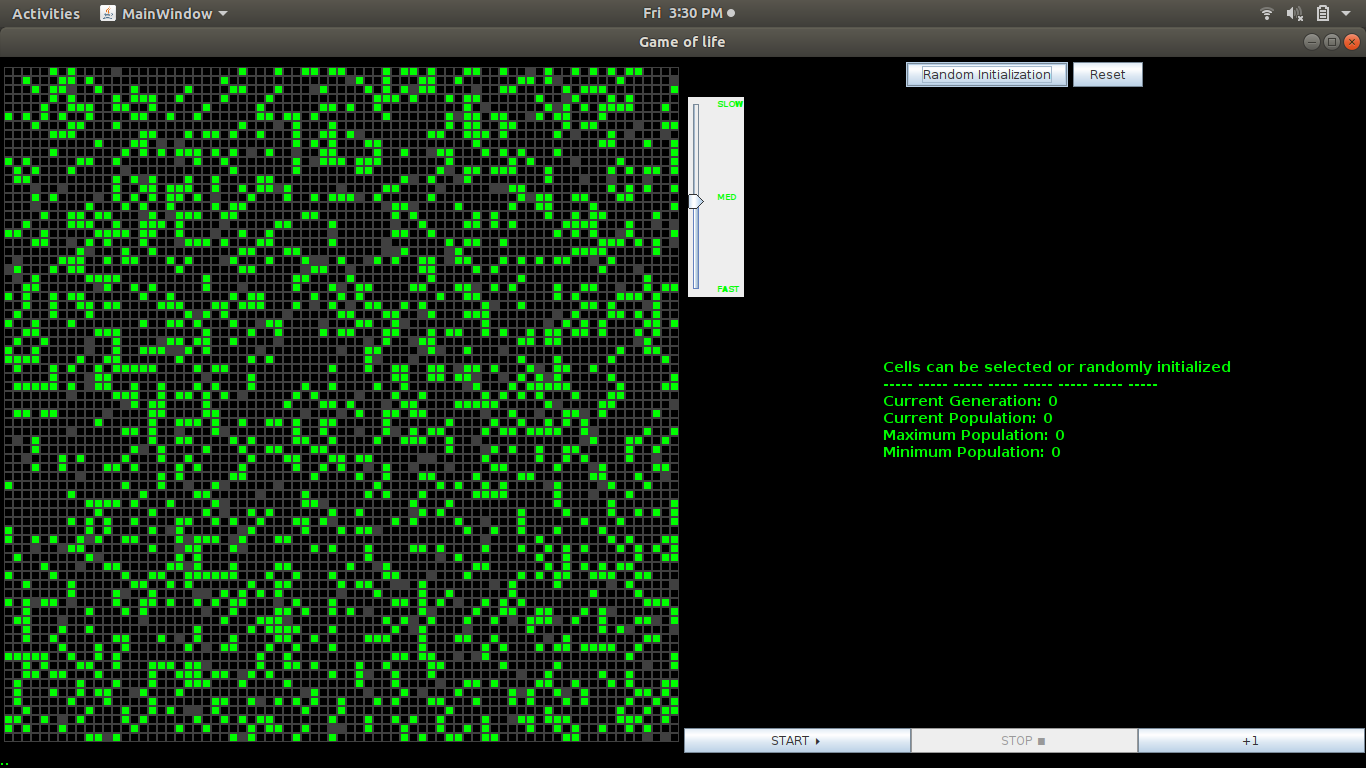 Activities MainWindow Fri 3:30 PM
Game of life
Random Initialization Reset
SLOW
MED
FAST
Cells can be selected or randomly initialized
----- ----- ----- ----- ----- ----- ----- -----
Current Generation: 0
Current Population: 0
Maximum Population: 0
Minimum Population: 0
START STOP +1